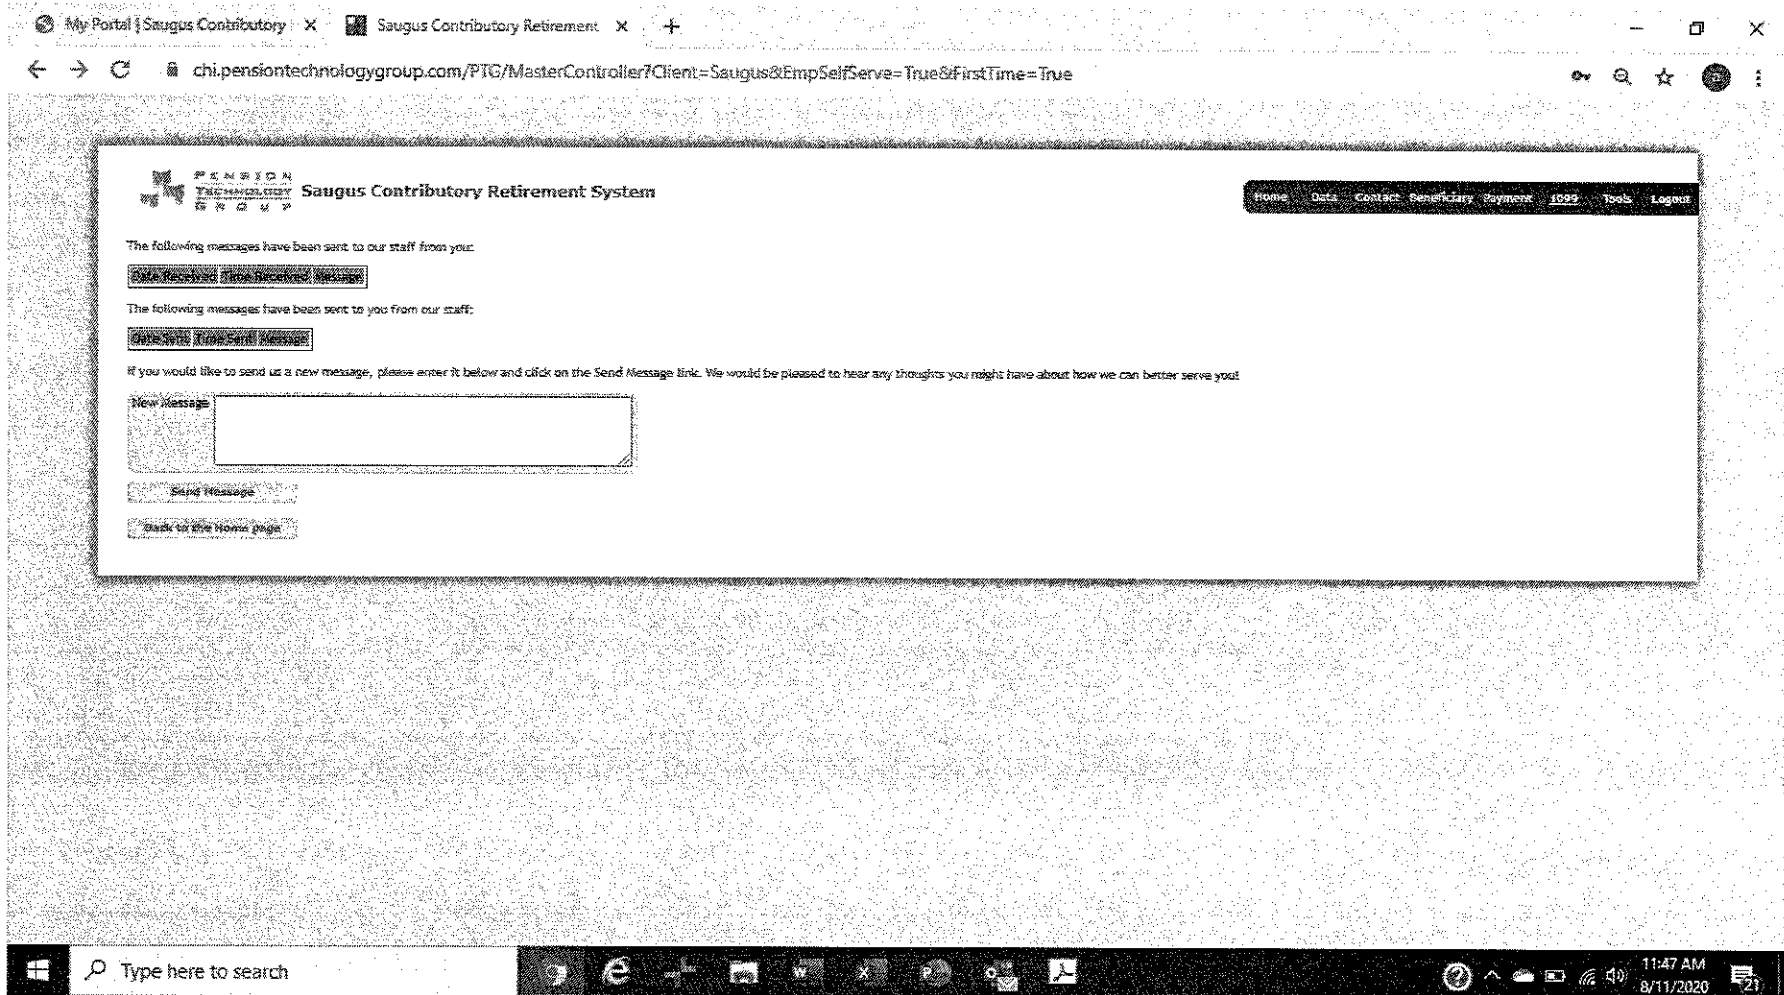 My Portal | Saugus Contributory
Saugus Contributory Retirement
chi.pensiontechnologygroup.com/PTG/MasterController?Client=Saugus&EmpSelfServe=True&FirstTime=True
PENSION
TECHNOLOGY
GROUP
Saugus Contributory Retirement System
Home Data Contact Beneficiary Payment 1099 Tools Logout
The following messages have been sent to our staff from you:
Date Received Time Received Message
The following messages have been sent to you from our staff:
Date Sent Time Sent Message
If you would like to send us a new message, please enter it below and click on the Send Message link. We would be pleased to hear any thoughts you might have about how we can better serve you!
New Message
Send Message
Back to the Home page
Type here to search
11:47 AM
8/11/2020
21